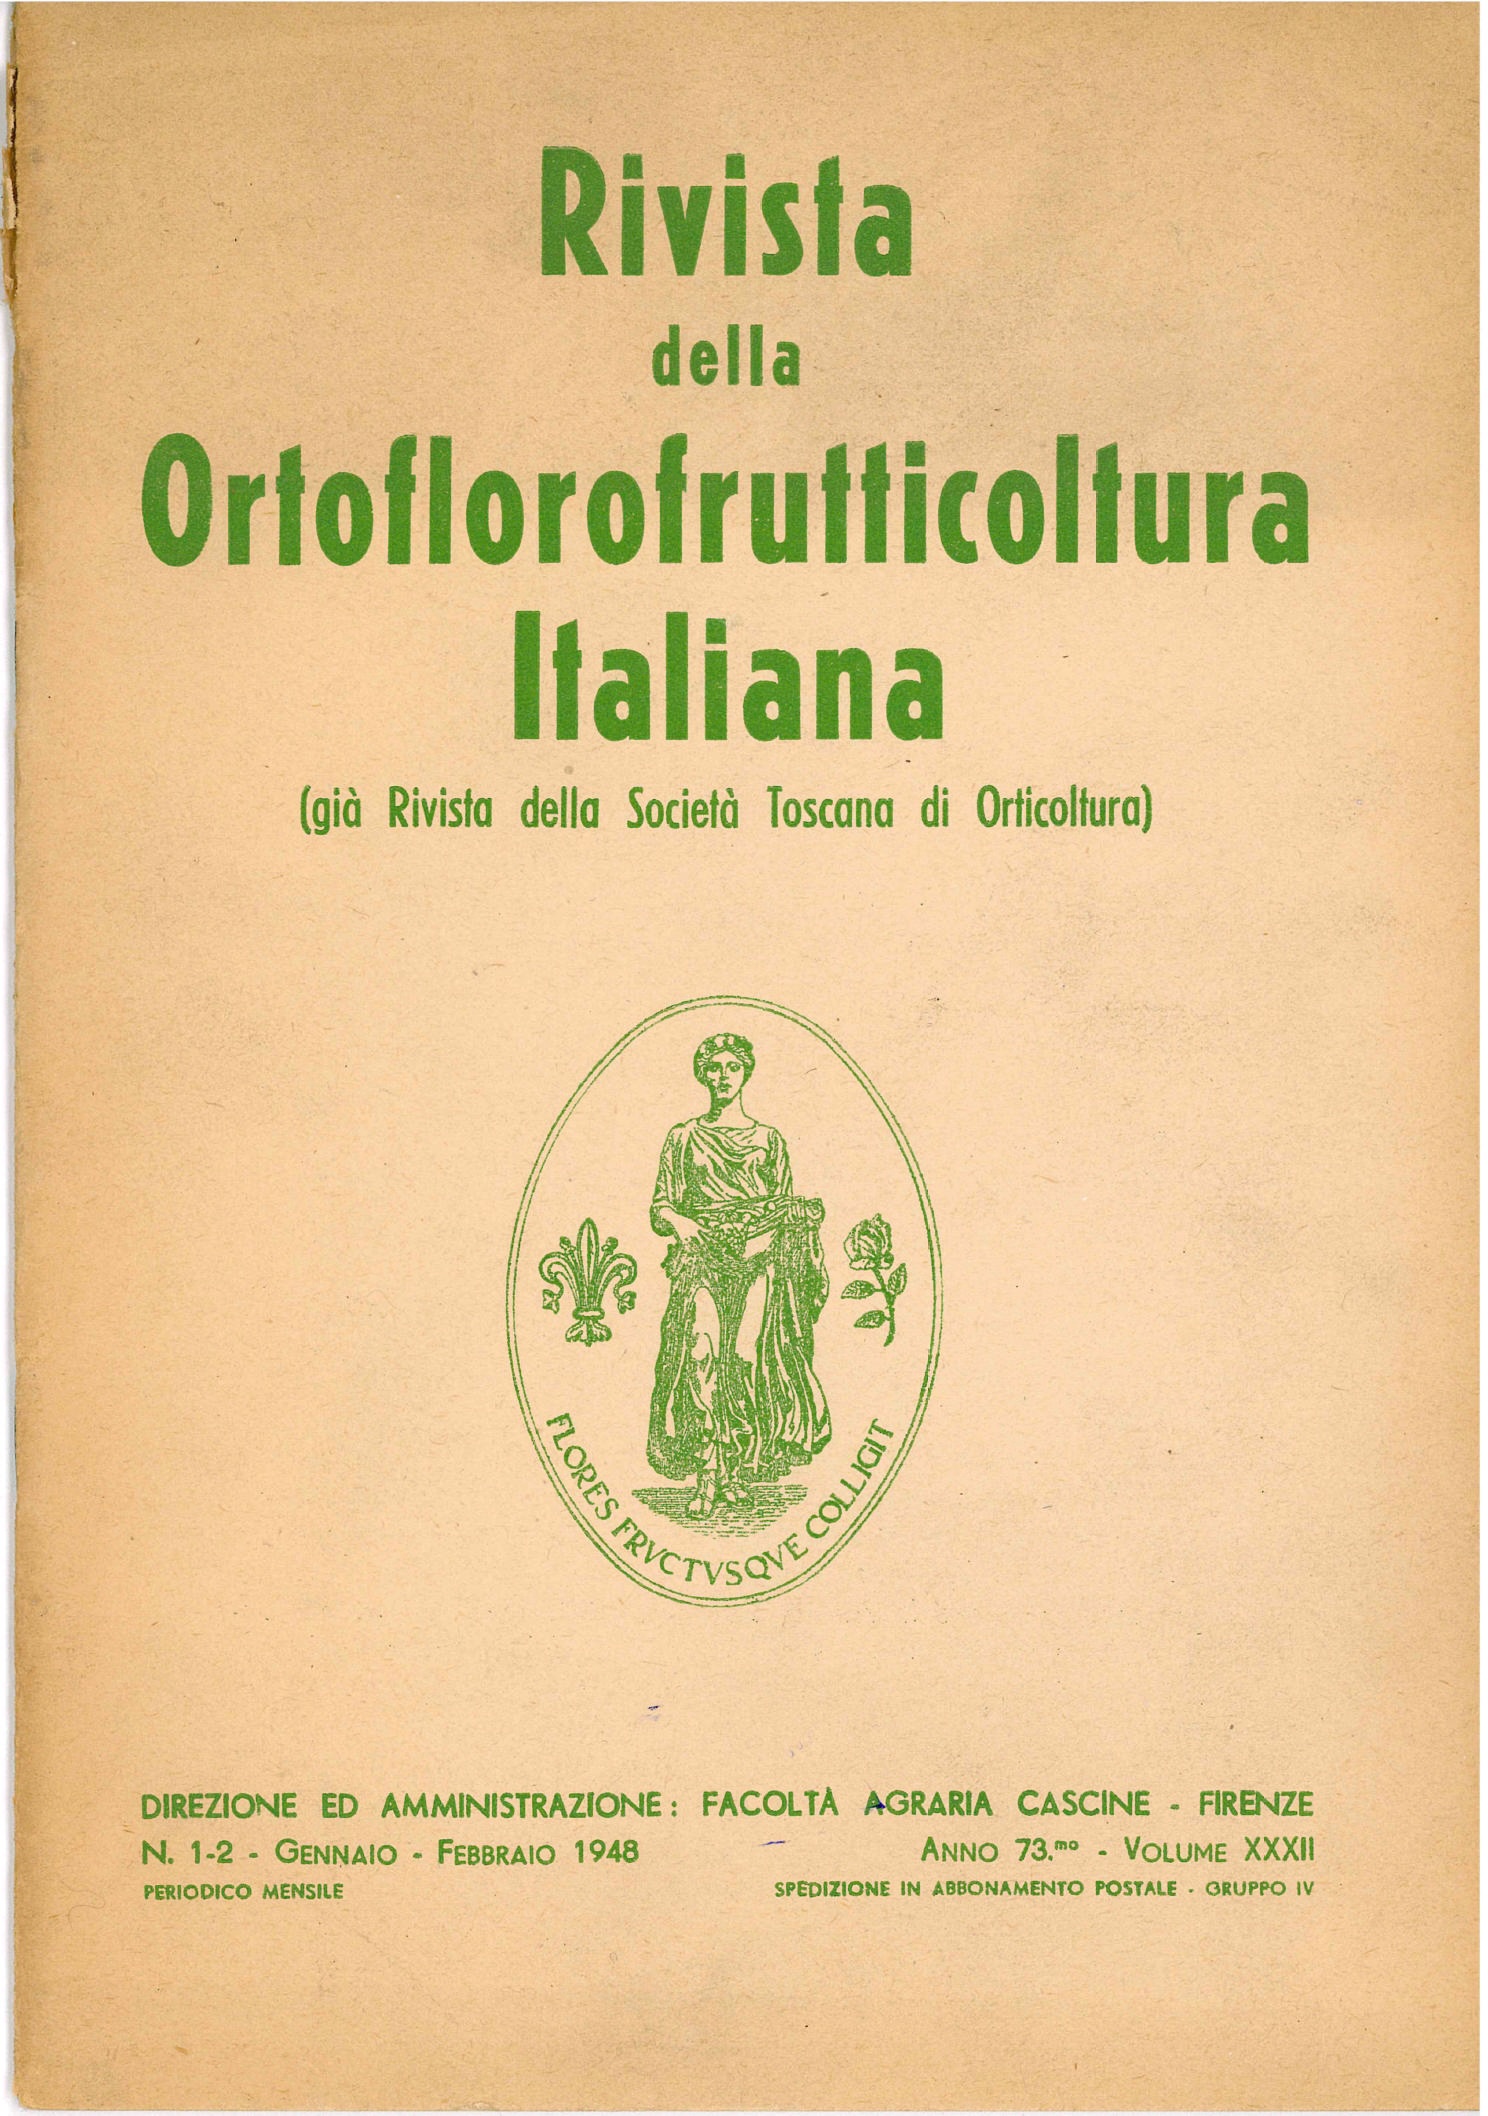 Rivista
della
Ortoflorofrutticoltura
Italiana
(già Rivista della Società Toscana di Orticoltura)
FLORES FRVCTVSQVE COLLIGIT
DIREZIONE ED AMMINISTRAZIONE: FACOLTÀ AGRARIA CASCINE - FIRENZE
N. 1-2 - GENNAIO - FEBBRAIO 1948 ANNO 73.mo - VOLUME XXXII
PERIODICO MENSILE SPEDIZIONE IN ABBONAMENTO POSTALE - GRUPPO IV